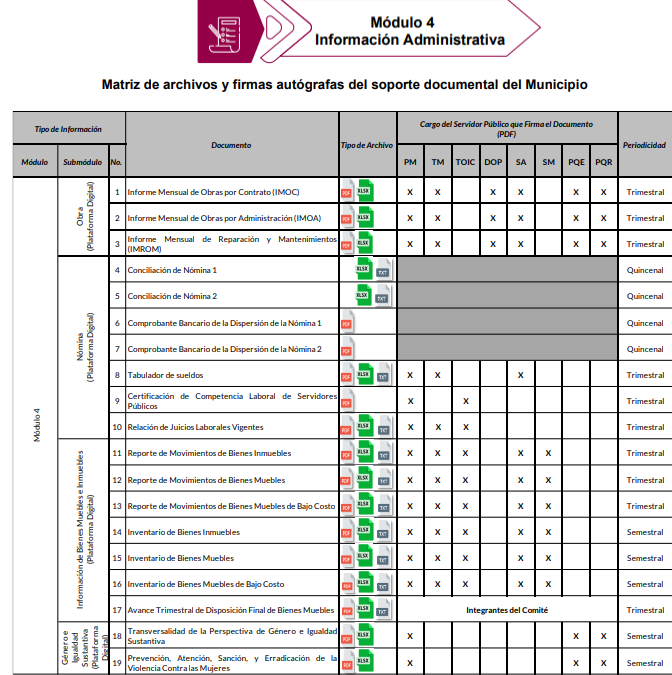 Módulo 4
Información Administrativa
Matriz de archivos y firmas autógrafas del soporte documental del Municipio
Tipo de Información
Documento
Tipo de Archivo
Cargo del Servidor Público que Firma el Documento
(PDF)
Periodicidad
Módulo Submódulo No. PM TM TOIC DOP SA SM PQE PQR
Módulo 4
Obra
(Plataforma Digital)
1 Informe Mensual de Obras por Contrato (IMOC) PDF XLSX X X X X X X Trimestral
2 Informe Mensual de Obras por Administración (IMOA) PDF XLSX X X X X X X Trimestral
3 Informe Mensual de Reparación y Mantenimientos
(IMROM) PDF XLSX X X X X X X Trimestral
Nómina
(Plataforma Digital)
4 Conciliación de Nómina 1 XLSX TXT Quincenal
5 Conciliación de Nómina 2 XLSX TXT Quincenal
6 Comprobante Bancario de la Dispersión de la Nómina 1 PDF Quincenal
7 Comprobante Bancario de la Dispersión de la Nómina 2 PDF Quincenal
8 Tabulador de sueldos PDF XLSX TXT X X X Trimestral
9 Certificación de Competencia Laboral de Servidores
Públicos PDF X X Trimestral
10 Relación de Juicios Laborales Vigentes PDF XLSX TXT X X X Trimestral
Información de Bienes Muebles e Inmuebles
(Plataforma Digital)
11 Reporte de Movimientos de Bienes Inmuebles PDF XLSX TXT X X X X X Trimestral
12 Reporte de Movimientos de Bienes Muebles PDF XLSX TXT X X X X X Trimestral
13 Reporte de Movimientos de Bienes Muebles de Bajo Costo PDF XLSX TXT X X X X X Trimestral
14 Inventario de Bienes Inmuebles PDF XLSX TXT X X X X X Semestral
15 Inventario de Bienes Muebles PDF XLSX TXT X X X X X Semestral
16 Inventario de Bienes Muebles de Bajo Costo PDF XLSX TXT X X X X X Semestral
17 Avance Trimestral de Disposición Final de Bienes Muebles PDF XLSX TXT Integrantes del Comité Trimestral
Género e
Igualdad
Sustantiva
(Plataforma
Digital)
18 Transversalidad de la Perspectiva de Género e Igualdad
Sustantiva PDF XLSX X X X Semestral
19 Prevención, Atención, Sanción, y Erradicación de la
Violencia Contra las Mujeres PDF XLSX X X X Semestral